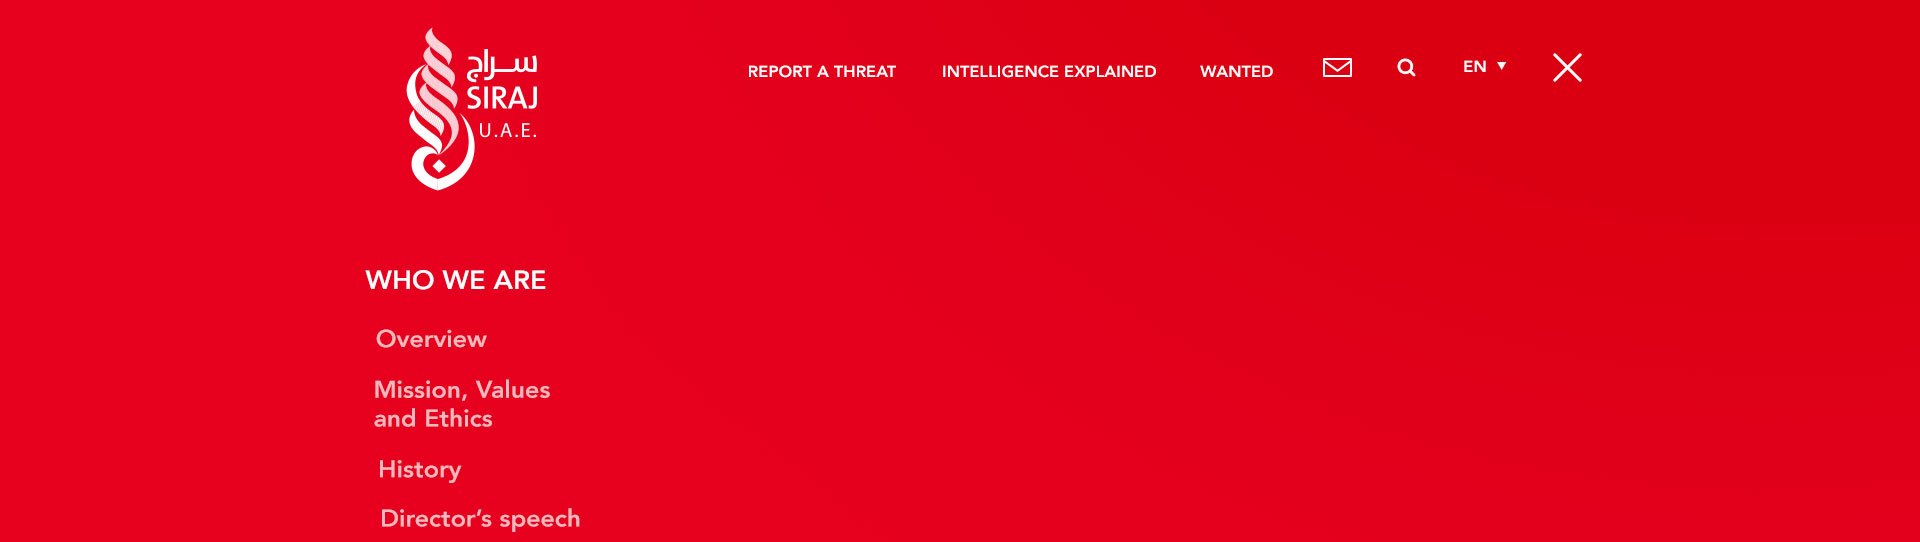 سراج
SIRAJ
U.A.E.
REPORT A THREAT
INTELLIGENCE EXPLAINED
WANTED
EN
WHO WE ARE
Overview
Mission, Values
and Ethics
History
Director’s speech